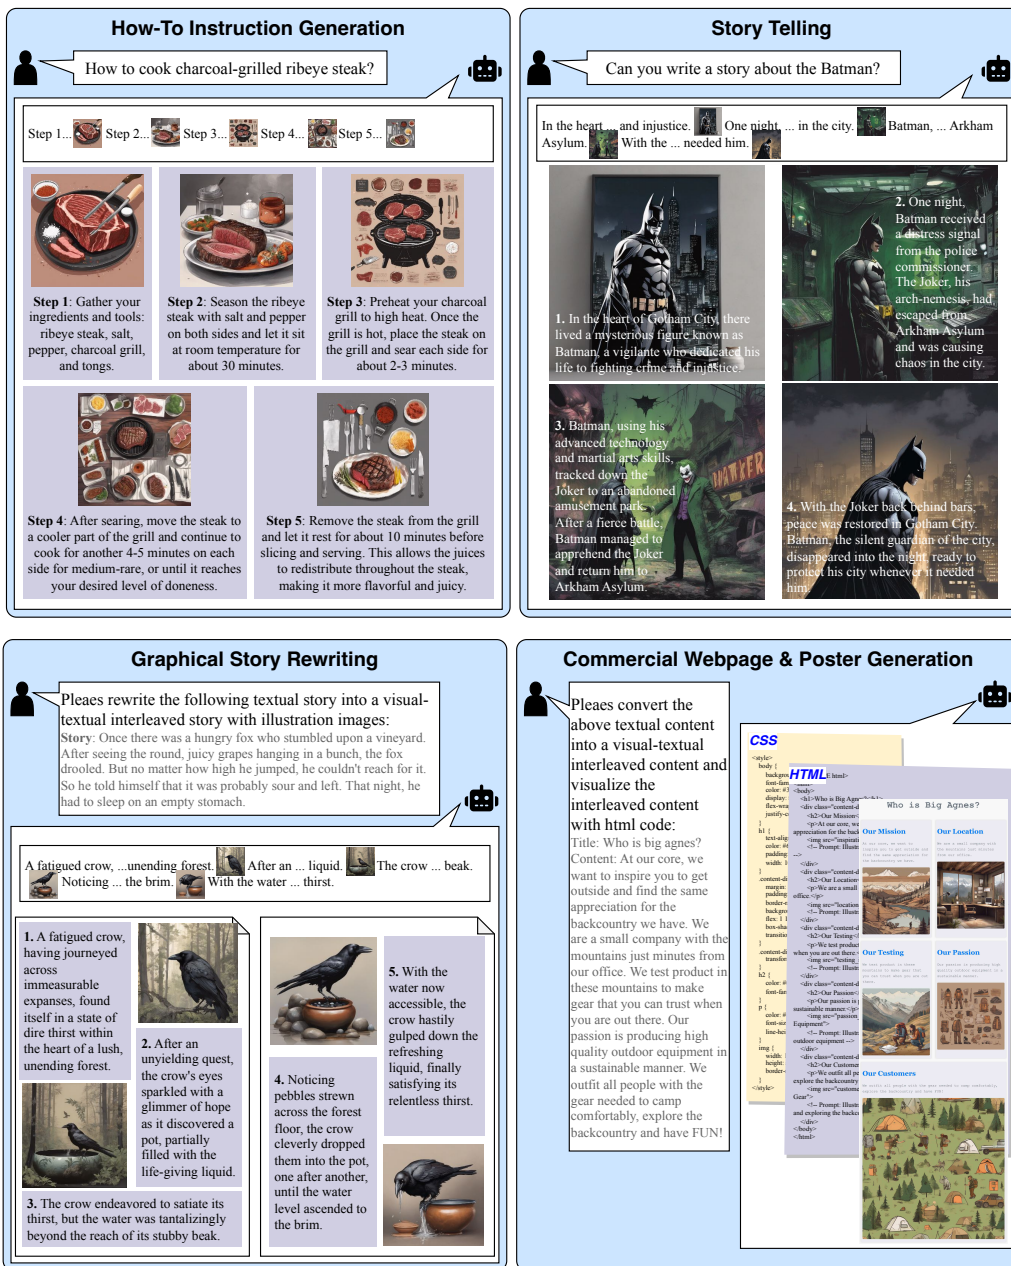 How-To Instruction Generation
How to cook charcoal-grilled ribeye steak?
Step 1... Step 2... Step 3... Step 4... Step 5...
Step 1: Gather your
ingredients and tools:
ribeye steak, salt,
pepper, charcoal grill,
and tongs.
Step 2: Season the ribeye
steak with salt and pepper
on both sides and let it sit
at room temperature for
about 30 minutes.
Step 3: Preheat your charcoal
grill to high heat. Once the
grill is hot, place the steak on
the grill and sear each side for
about 2-3 minutes.
Step 4: After searing, move the steak to
a cooler part of the grill and continue to
cook for another 4-5 minutes on each
side for medium-rare, or until it reaches
your desired level of doneness.
Step 5: Remove the steak from the grill
and let it rest for about 10 minutes before
slicing and serving. This allows the juices
to redistribute throughout the steak,
making it more flavorful and juicy.
Story Telling
Can you write a story about the Batman?
In the heart ... and injustice. One night, ... in the city. Batman, ... Arkham
Asylum. With the ... needed him.
1. In the heart of Gotham City, there
lived a mysterious figure known as
Batman, a vigilante who dedicated his
life to fighting crime and injustice.
2. One night,
Batman received
a distress signal
from the police
commissioner.
The Joker, his
arch-nemesis, had
escaped from
Arkham Asylum
and was causing
chaos in the city.
3. Batman, using his
advanced technology
and martial arts skills,
tracked down the
Joker to an abandoned
amusement park.
After a fierce battle,
Batman managed to
apprehend the Joker
and return him to
Arkham Asylum.
4. With the Joker back behind bars,
peace was restored in Gotham City.
Batman, the silent guardian of the city,
disappeared into the night, ready to
protect his city whenever it needed
him.
Graphical Story Rewriting
Pleaes rewrite the following textual story into a visual-
textual interleaved story with illustration images:
Story: Once there was a hungry fox who stumbled upon a vineyard.
After seeing the round, juicy grapes hanging in a bunch, the fox
drooled. But no matter how high he jumped, he couldn't reach for it.
So he told himself that it was probably sour and left. That night, he
had to sleep on an empty stomach.
A fatigued crow, ...unending forest. After an ... liquid. The crow ... beak.
Noticing ... the brim. With the water ... thirst.
1. A fatigued crow,
having journeyed
across
immeasurable
expanses, found
itself in a state of
dire thirst within
the heart of a lush,
unending forest.
2. After an
unyielding quest,
the crow's eyes
sparkled with a
glimmer of hope
as it discovered a
pot, partially
filled with the
life-giving liquid.
3. The crow endeavored to satiate its
thirst, but the water was tantalizingly
beyond the reach of its stubby beak.
4. Noticing
pebbles strewn
across the forest
floor, the crow
cleverly dropped
them into the pot,
one after another,
until the water
level ascended to
the brim.
5. With the
water now
accessible, the
crow hastily
gulped down the
refreshing
liquid, finally
satisfying its
relentless thirst.
Commercial Webpage & Poster Generation
Pleaes convert the
above textual content
into a visual-textual
interleaved content and
visualize the
interleaved content
with html code:
Title: Who is big agnes?
Content: At our core, we
want to inspire you to get
outside and find the same
appreciation for the
backcountry we have. We
are a small company with the
mountains just minutes from
our office. We test product in
these mountains to make
gear that you can trust when
you are out there. Our
passion is producing high
quality outdoor equipment in
a sustainable manner. We
outfit all people with the
gear needed to camp
comfortably, explore the
backcountry and have FUN!
CSS
<style>
body {
h1 {
h2 {
p {
img {
</style>
HTML
<body>
</body>
</html>
Who is Big Agnes?
Our Mission
Our Location
Our Testing
Our Passion
Our Customers